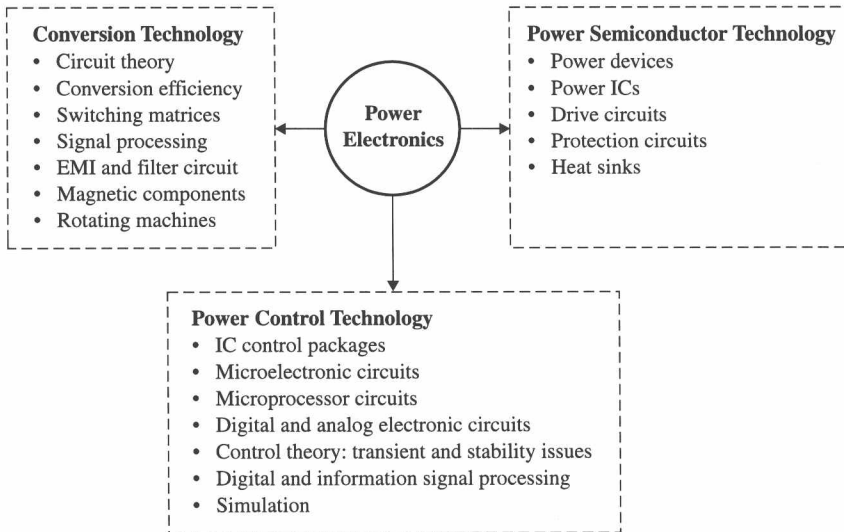 Conversion Technology
• Circuit theory
• Conversion efficiency
• Switching matrices
• Signal processing
• EMI and filter circuit
• Magnetic components
• Rotating machines
Power
Electronics
Power Semiconductor Technology
• Power devices
• Power ICs
• Drive circuits
• Protection circuits
• Heat sinks
Power Control Technology
• IC control packages
• Microelectronic circuits
• Microprocessor circuits
• Digital and analog electronic circuits
• Control theory: transient and stability issues
• Digital and information signal processing
• Simulation